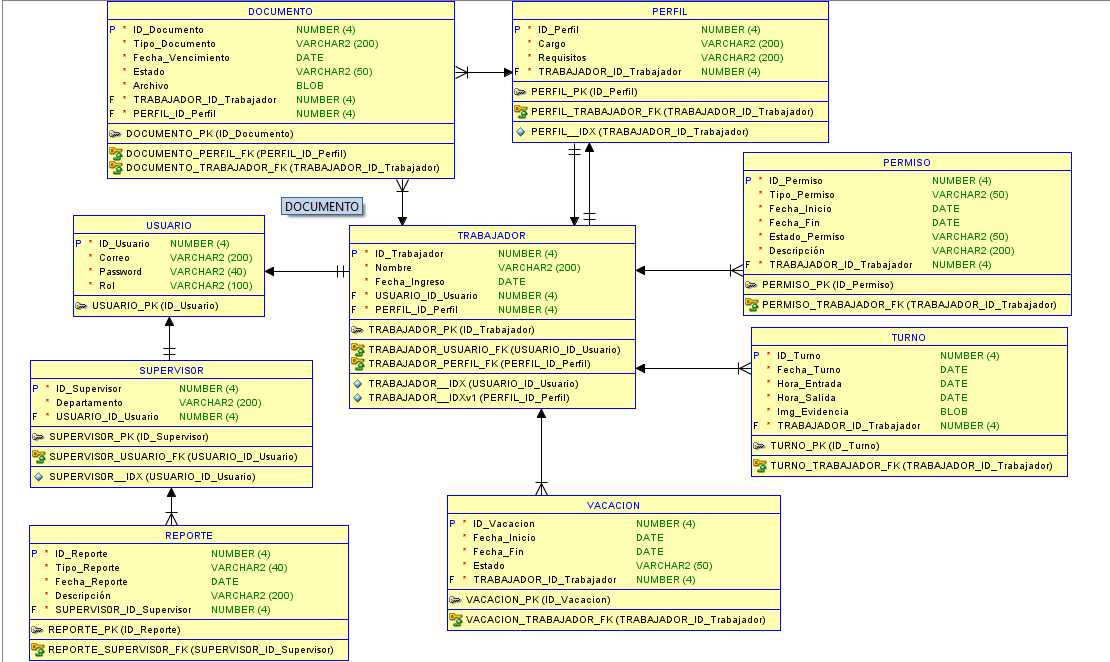 DOCUMENTO
P * ID_Documento NUMBER (4)
* Tipo_Documento VARCHAR2 (200)
* Fecha_Vencimiento DATE
* Estado VARCHAR2 (50)
* Archivo BLOB
F * TRABAJADOR_ID_Trabajador NUMBER (4)
F * PERFIL_ID_Perfil NUMBER (4)
DOCUMENTO_PK (ID_Documento)
DOCUMENTO_PERFIL_FK (PERFIL_ID_Perfil)
DOCUMENTO_TRABAJADOR_FK (TRABAJADOR_ID_Trabajador)
PERFIL
P * ID_Perfil NUMBER (4)
* Cargo VARCHAR2 (200)
* Requisitos VARCHAR2 (200)
F * TRABAJADOR_ID_Trabajador NUMBER (4)
PERFIL_PK (ID_Perfil)
PERFIL_TRABAJADOR_FK (TRABAJADOR_ID_Trabajador)
PERFIL__IDX (TRABAJADOR_ID_Trabajador)
PERMISO
P * ID_Permiso NUMBER (4)
* Tipo_Permiso VARCHAR2 (50)
* Fecha_Inicio DATE
* Fecha_Fin DATE
* Estado_Permiso VARCHAR2 (50)
* Descripción VARCHAR2 (200)
F * TRABAJADOR_ID_Trabajador NUMBER (4)
PERMISO_PK (ID_Permiso)
PERMISO_TRABAJADOR_FK (TRABAJADOR_ID_Trabajador)
DOCUMENTO
USUARIO
P * ID_Usuario NUMBER (4)
* Correo VARCHAR2 (200)
* Password VARCHAR2 (40)
* Rol VARCHAR2 (100)
USUARIO_PK (ID_Usuario)
TRABAJADOR
P * ID_Trabajador NUMBER (4)
* Nombre VARCHAR2 (200)
* Fecha_Ingreso DATE
F * USUARIO_ID_Usuario NUMBER (4)
F * PERFIL_ID_Perfil NUMBER (4)
TRABAJADOR_PK (ID_Trabajador)
TRABAJADOR_USUARIO_FK (USUARIO_ID_Usuario)
TRABAJADOR_PERFIL_FK (PERFIL_ID_Perfil)
TRABAJADOR__IDX (USUARIO_ID_Usuario)
TRABAJADOR__IDXv1 (PERFIL_ID_Perfil)
TURNO
P * ID_Turno NUMBER (4)
* Fecha_Turno DATE
* Hora_Entrada DATE
* Hora_Salida DATE
* Img_Evidencia BLOB
F * TRABAJADOR_ID_Trabajador NUMBER (4)
TURNO_PK (ID_Turno)
TURNO_TRABAJADOR_FK (TRABAJADOR_ID_Trabajador)
SUPERVISOR
P * ID_Supervisor NUMBER (4)
* Departamento VARCHAR2 (200)
F * USUARIO_ID_Usuario NUMBER (4)
SUPERVISOR_PK (ID_Supervisor)
SUPERVISOR_USUARIO_FK (USUARIO_ID_Usuario)
SUPERVISOR__IDX (USUARIO_ID_Usuario)
VACACION
P * ID_Vacacion NUMBER (4)
* Fecha_Inicio DATE
* Fecha_Fin DATE
* Estado VARCHAR2 (50)
F * TRABAJADOR_ID_Trabajador NUMBER (4)
VACACION_PK (ID_Vacacion)
VACACION_TRABAJADOR_FK (TRABAJADOR_ID_Trabajador)
REPORTE
P * ID_Reporte NUMBER (4)
* Tipo_Reporte VARCHAR2 (40)
* Fecha_Reporte DATE
* Descripción VARCHAR2 (200)
F * SUPERVISOR_ID_Supervisor NUMBER (4)
REPORTE_PK (ID_Reporte)
REPORTE_SUPERVISOR_FK (SUPERVISOR_ID_Supervisor)